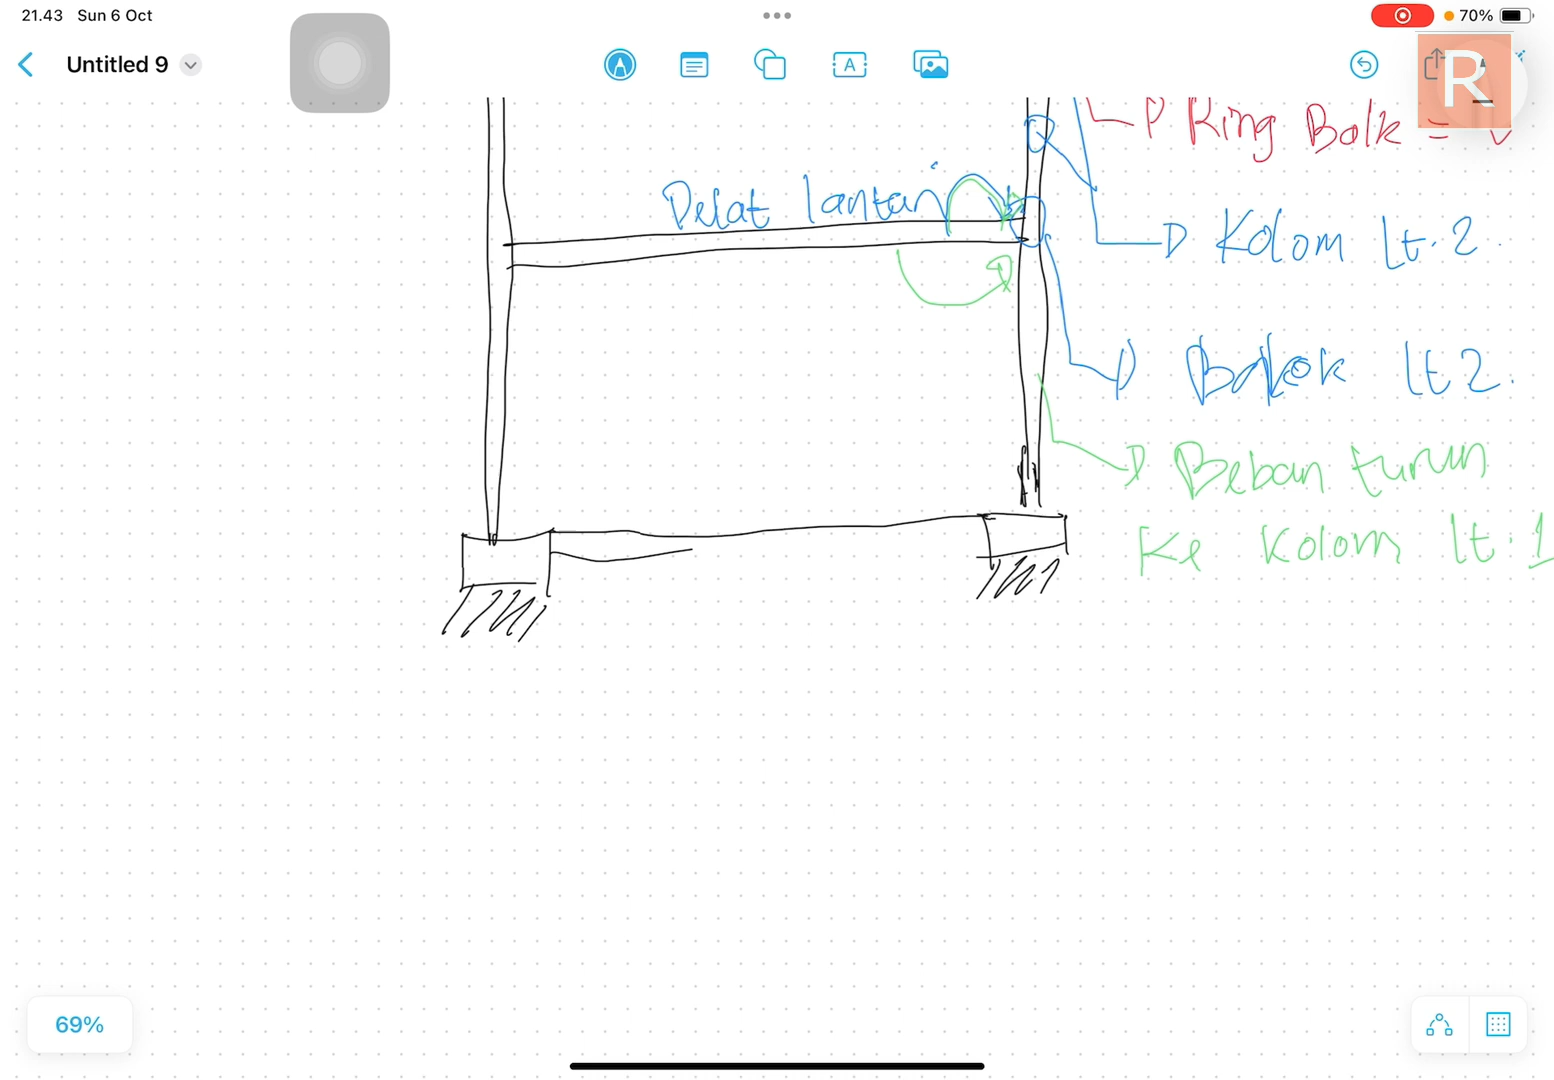 21.43 Sun 6 Oct
70%
Untitled 9
A
R
Ring Balk =
Pelat lantai
Kolom Lt. 2
Balok lt 2.
Beban turun
Ke Kolom lt. 1
69%